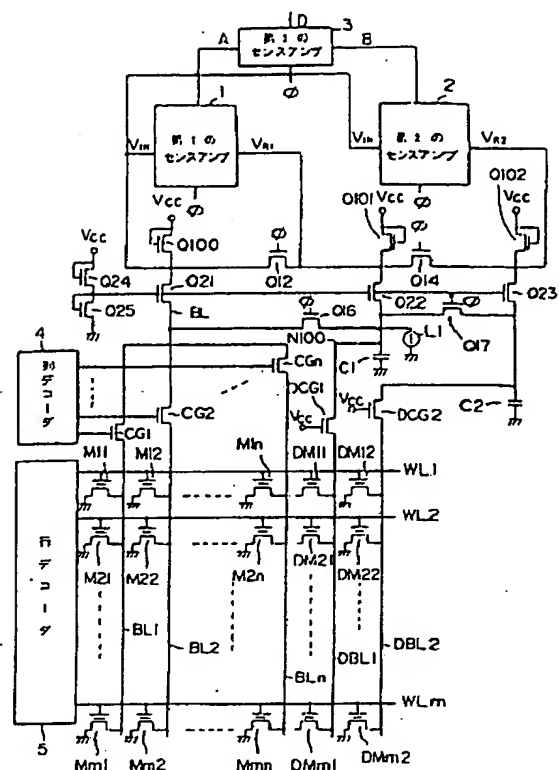 D
3
A
第3の
センスアンプ
B
Ø
1
2
第1の
センスアンプ
VIN
VR1
VIN
第2の
センスアンプ
VR2
Ø
Ø
Vcc
Q100
Vcc
Q101
Vcc
Q102
Vcc
Ø
Ø
Q24
Q21
Q12
Q14
Q25
BL
Ø
Q16
Q22
Ø
Q23
N100
L1
Q17
4
列デコーダ
CGn
DCG1
C1
Vcc
CG2
Vcc
DCG2
C2
CG1
M11
M12
M1n
DM11
DM12
WL1
WL2
M21
M22
M2n
DM21
DM22
行デコーダ
BL1
BL2
BLn
DBL1
DBL2
WLm
5
Mm1
Mm2
Mmn
DMm1
DMm2